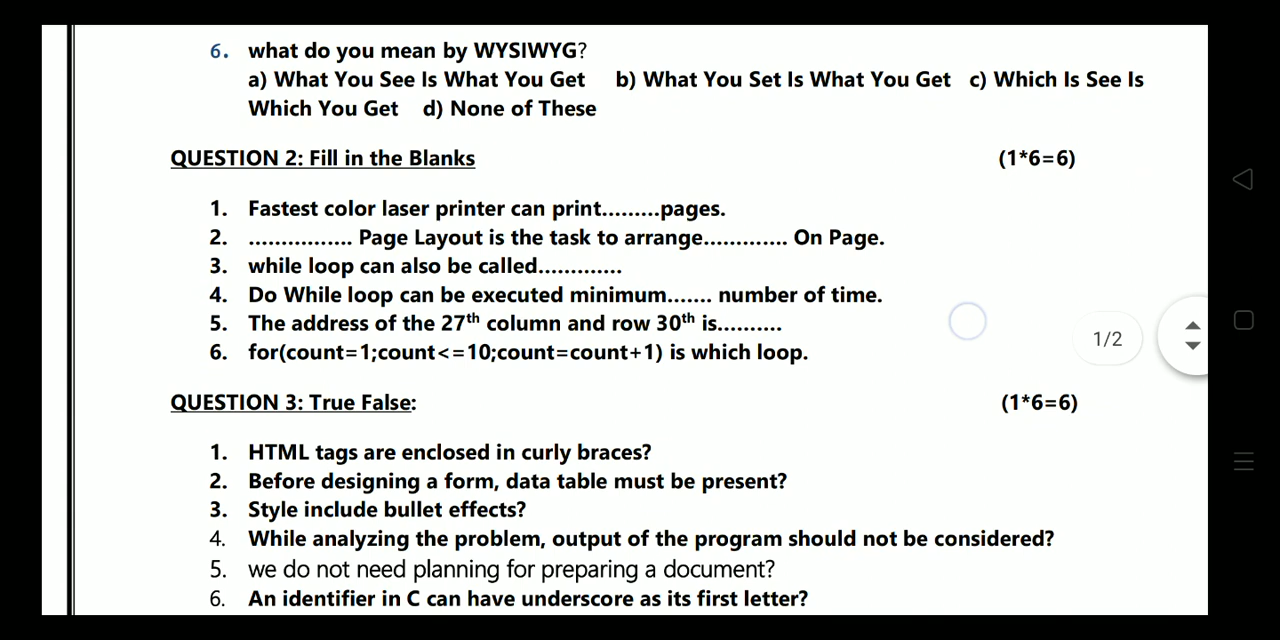 6. what do you mean by WYSIWYG?
a) What You See Is What You Get b) What You Set Is What You Get c) Which Is See Is
Which You Get d) None of These
QUESTION 2: Fill in the Blanks (1*6=6)
1. Fastest color laser printer can print.........pages.
2. ................ Page Layout is the task to arrange............. On Page.
3. while loop can also be called.............
4. Do While loop can be executed minimum....... number of time.
5. The address of the 27th column and row 30th is..........
6. for(count=1;count<=10;count=count+1) is which loop.
1/2
QUESTION 3: True False: (1*6=6)
1. HTML tags are enclosed in curly braces?
2. Before designing a form, data table must be present?
3. Style include bullet effects?
4. While analyzing the problem, output of the program should not be considered?
5. we do not need planning for preparing a document?
6. An identifier in C can have underscore as its first letter?